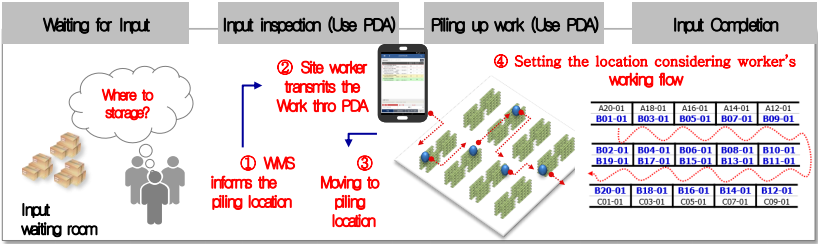 Waiting for Input
Input inspection (Use PDA)
Piling up work (Use PDA)
Input Completion
Where to
storage?
Input
waiting room
① WMS
informs the
piling location
② Site worker
transmits the
Work thro PDA
③
Moving to
piling
location
④ Setting the location considering worker's
working flow
A20-01 A18-01 A16-01 A14-01 A12-01
B01-01 B03-01 B05-01 B07-01 B09-01
B02-01 B04-01 B06-01 B08-01 B10-01
B19-01 B17-01 B15-01 B13-01 B11-01
B20-01 B18-01 B16-01 B14-01 B12-01
C01-01 C03-01 C05-01 C07-01 C09-01